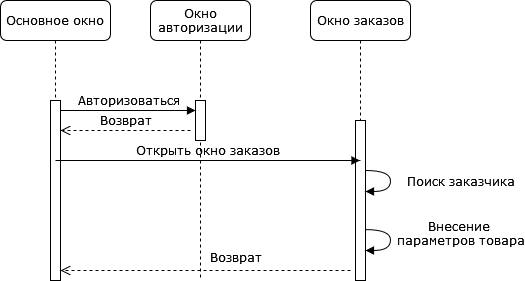 Основное окно
Окно
авторизации
Окно заказов
Авторизоваться
Возврат
Открыть окно заказов
Поиск заказчика
Внесение
параметров товара
Возврат